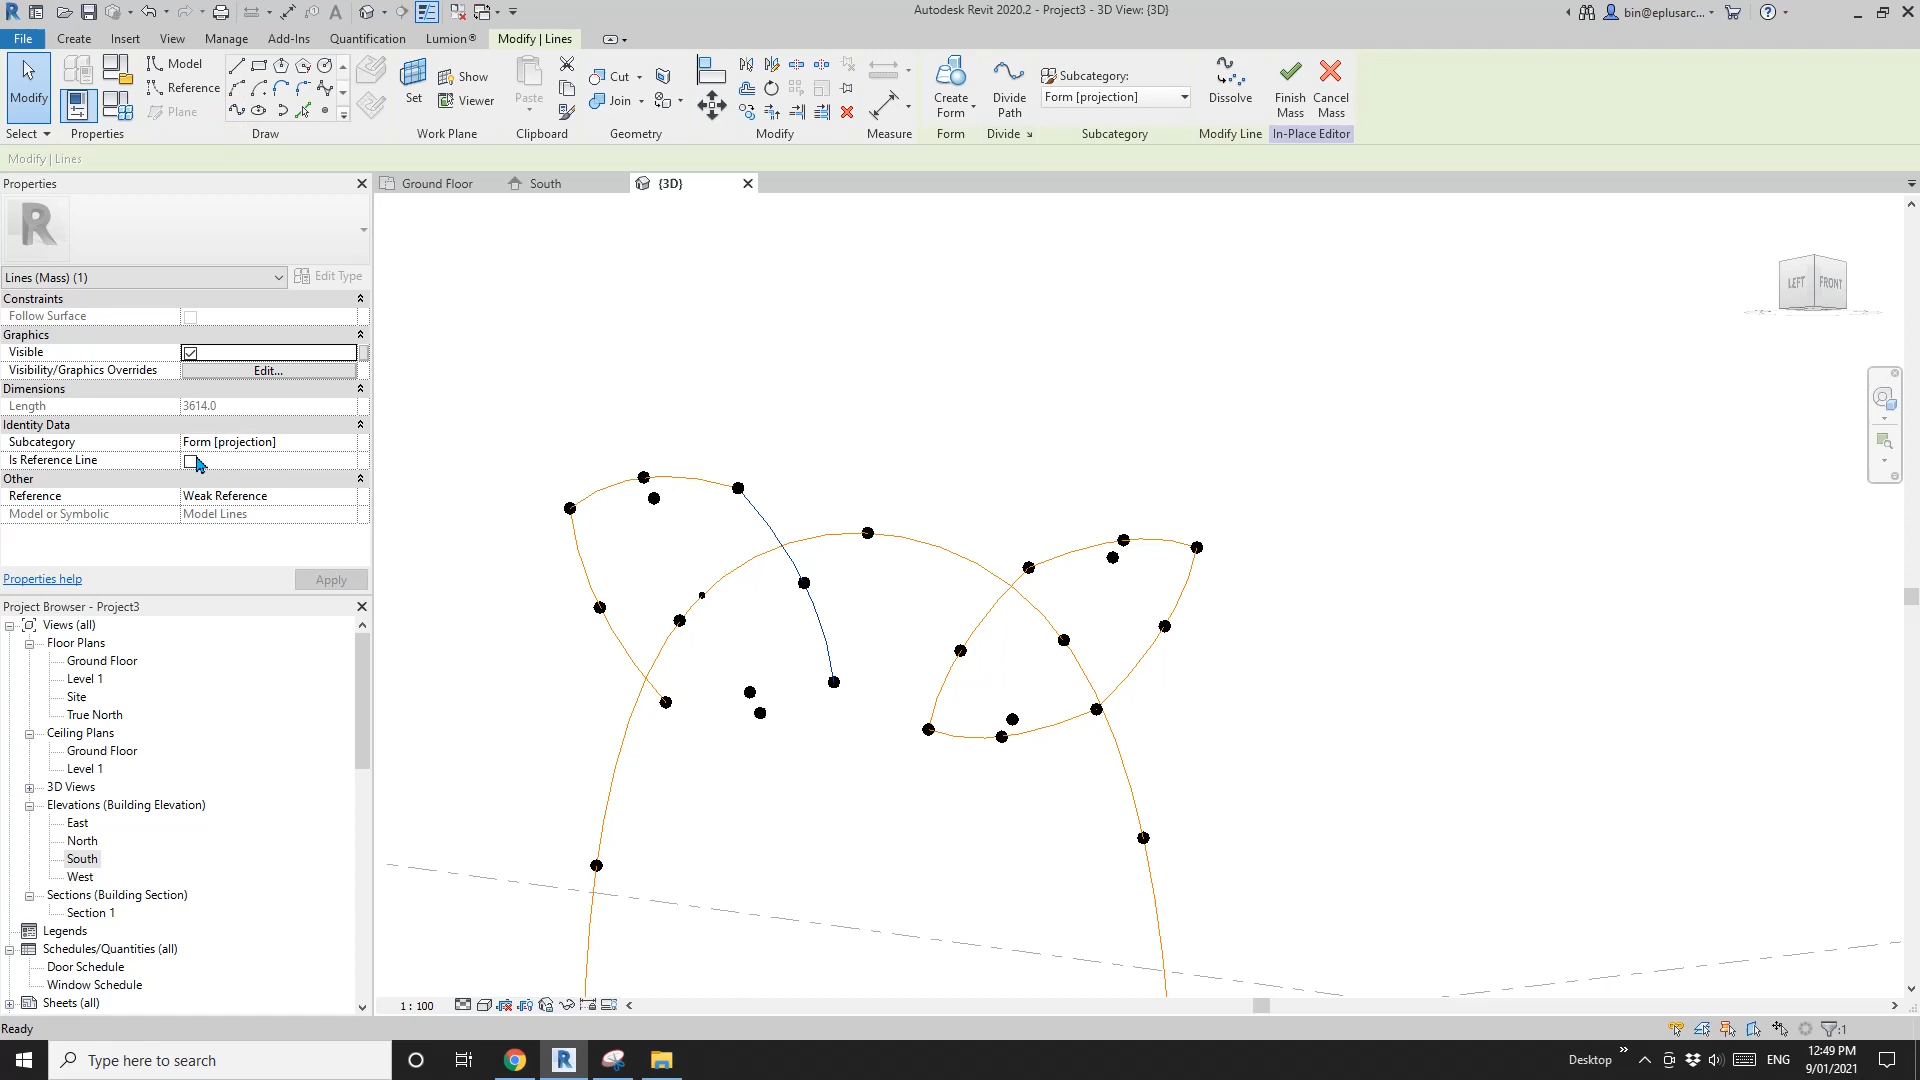 Autodesk Revit 2020.2 - Project3 - 3D View: {3D}
bin@eplusarc...
File Create Insert View Manage Add-Ins Quantification Lumion® Modify | Lines
Modify
Select
Properties
Model
Reference
Plane
Draw
Set
Show
Viewer
Work Plane
Paste
Clipboard
Cut
Join
Geometry
Modify
Measure
Create Form
Form
Divide Path
Divide
Subcategory:
Form [projection]
Subcategory
Dissolve
Modify Line
Finish Mass
Cancel Mass
In-Place Editor
Modify | Lines
Properties
Ground Floor
South
{3D}
R
Lines (Mass) (1)
Edit Type
Constraints
Follow Surface
Graphics
Visible
Visibility/Graphics Overrides Edit...
Dimensions
Length 3614.0
Identity Data
Subcategory Form [projection]
Is Reference Line
Other
Reference Weak Reference
Model or Symbolic Model Lines
Properties help
Apply
LEFT FRONT
Project Browser - Project3
Views (all)
Floor Plans
Ground Floor
Level 1
Site
True North
Ceiling Plans
Ground Floor
Level 1
3D Views
Elevations (Building Elevation)
East
North
South
West
Sections (Building Section)
Section 1
Legends
Schedules/Quantities (all)
Door Schedule
Window Schedule
Sheets (all)
1 : 100
Ready
:1
Type here to search
Desktop
ENG
12:49 PM
9/01/2021